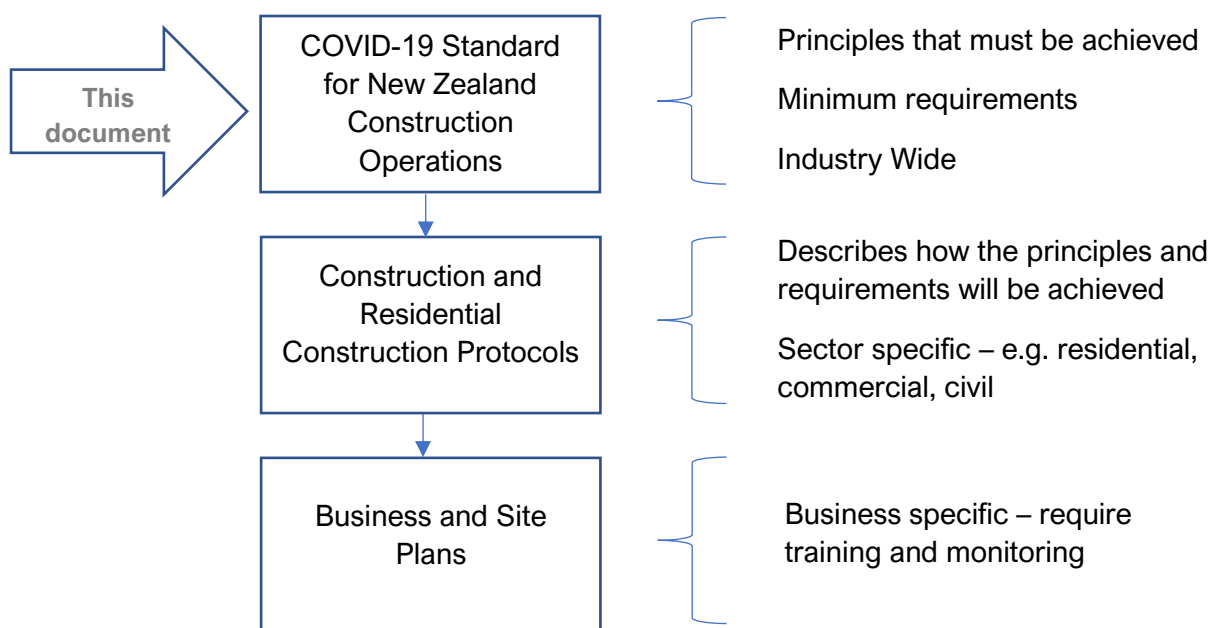 This
document
COVID-19 Standard
for New Zealand
Construction
Operations
Principles that must be achieved
Minimum requirements
Industry Wide
Construction and
Residential
Construction Protocols
Describes how the principles and
requirements will be achieved
Sector specific – e.g. residential,
commercial, civil
Business and Site
Plans
Business specific – require
training and monitoring